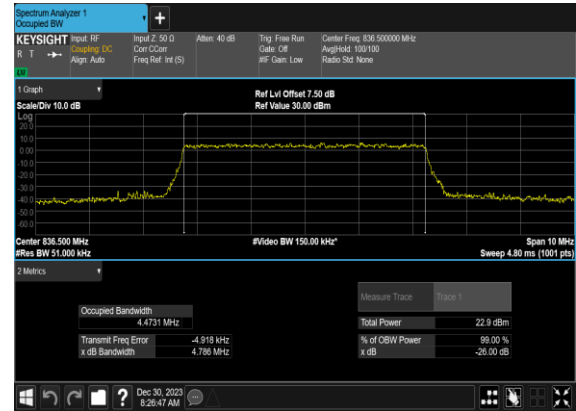 Spectrum Analyzer 1
Occupied BW
+
KEYSIGHT Input: RF Input Z: 50 Ω Atten: 40 dB Trig: Free Run Center Freq: 836.500000 MHz
R T Coupling: DC Corr CCorr Gate: Off Avg|Hold: 100/100
Align: Auto Freq Ref: Int (S) #IF Gain: Low Radio Std: None
LXI
1 Graph
Ref Lvl Offset 7.50 dB
Scale/Div 10.0 dB Ref Value 30.00 dBm
Log
20.0
10.0
0.00
-10.0
-20.0
-30.0
-40.0
-50.0
-60.0
Center 836.500 MHz #Video BW 150.00 kHz* Span 10 MHz
#Res BW 51.000 kHz Sweep 4.80 ms (1001 pts)
2 Metrics
Measure Trace Trace 1
Occupied Bandwidth
4.4731 MHz Total Power 22.9 dBm
Transmit Freq Error -4.918 kHz % of OBW Power 99.00 %
x dB Bandwidth 4.786 MHz x dB -26.00 dB
?
Dec 30, 2023
8:26:47 AM